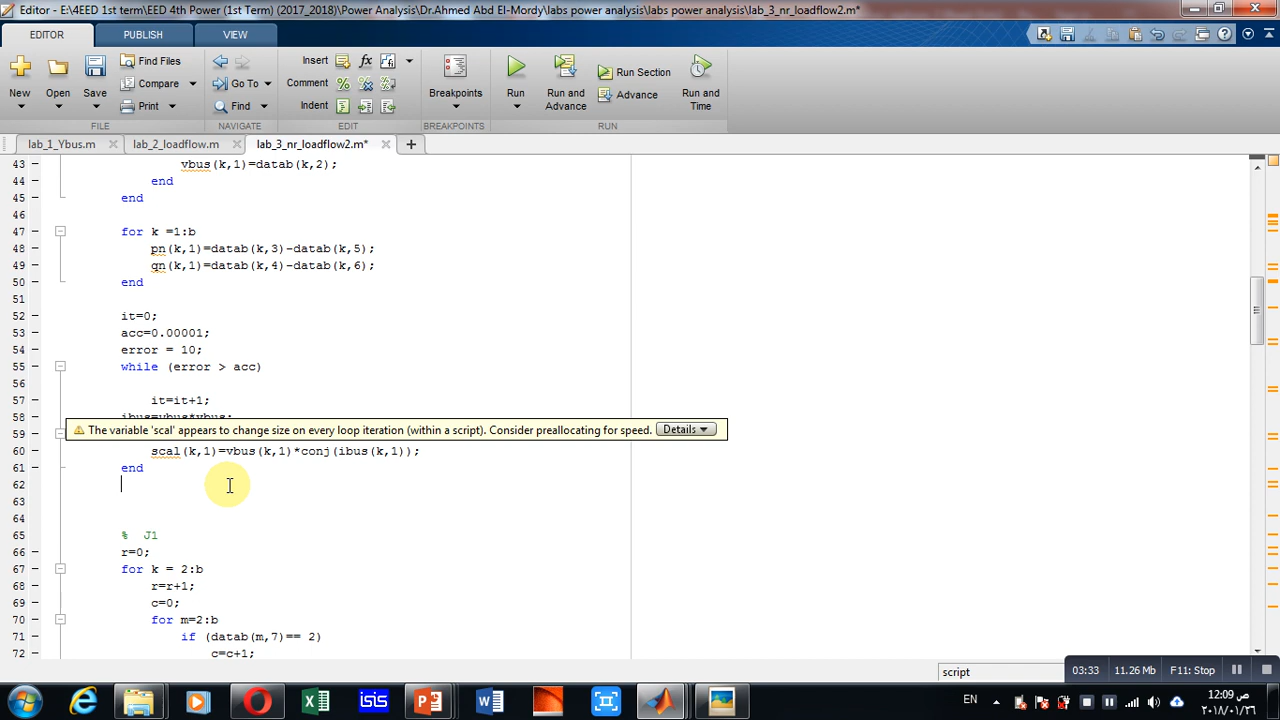 Editor - E:\4EED 1st term\EED 4th Power (1st Term) (2017_2018)\Power Analysis\Dr.Ahmed Abd El-Mordy\labs power analysis\labs power analysis\lab_3_nr_loadflow2.m*
EDITOR PUBLISH VIEW
New Open Save Find Files Compare Print
Insert Comment Indent fx
Go To Find
Breakpoints Run Run and Advance Run Section Advance Run and Time
FILE NAVIGATE EDIT BREAKPOINTS RUN
lab_1_Ybus.m lab_2_loadflow.m lab_3_nr_loadflow2.m*
43 vbus(k,1)=datab(k,2);
44 end
45 end
46
47 for k =1:b
48 pn(k,1)=datab(k,3)-datab(k,5);
49 qn(k,1)=datab(k,4)-datab(k,6);
50 end
51
52 it=0;
53 acc=0.00001;
54 error = 10;
55 while (error > acc)
56
57 it=it+1;
58 ibus=ybus*vbus;
The variable 'scal' appears to change size on every loop iteration (within a script). Consider preallocating for speed. Details
59
60 scal(k,1)=vbus(k,1)*conj(ibus(k,1));
61 end
62
63
64
65 % J1
66 r=0;
67 for k = 2:b
68 r=r+1;
69 c=0;
70 for m=2:b
71 if (datab(m,7)== 2)
72 c=c+1;
script
03:33 11.26 Mb F11: Stop
isis
EN
12:09 ص
٢٠١٨/٠١/٢٦